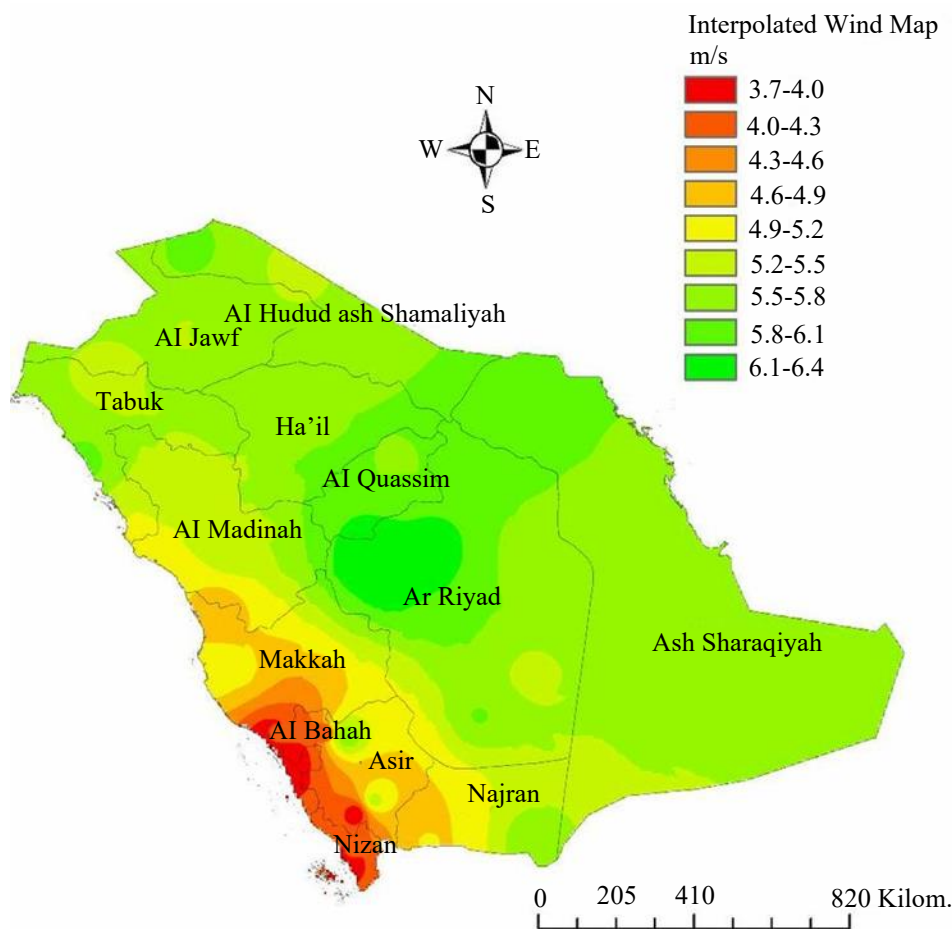 Interpolated Wind Map
m/s
3.7-4.0
4.0-4.3
4.3-4.6
4.6-4.9
4.9-5.2
5.2-5.5
5.5-5.8
5.8-6.1
6.1-6.4
N
W E
S
AI Hudud ash Shamaliyah
AI Jawf
Tabuk
Ha’il
AI Quassim
AI Madinah
Ar Riyad
Ash Sharaqiyah
Makkah
AI Bahah
Asir
Najran
Nizan
0 205 410 820 Kilom.